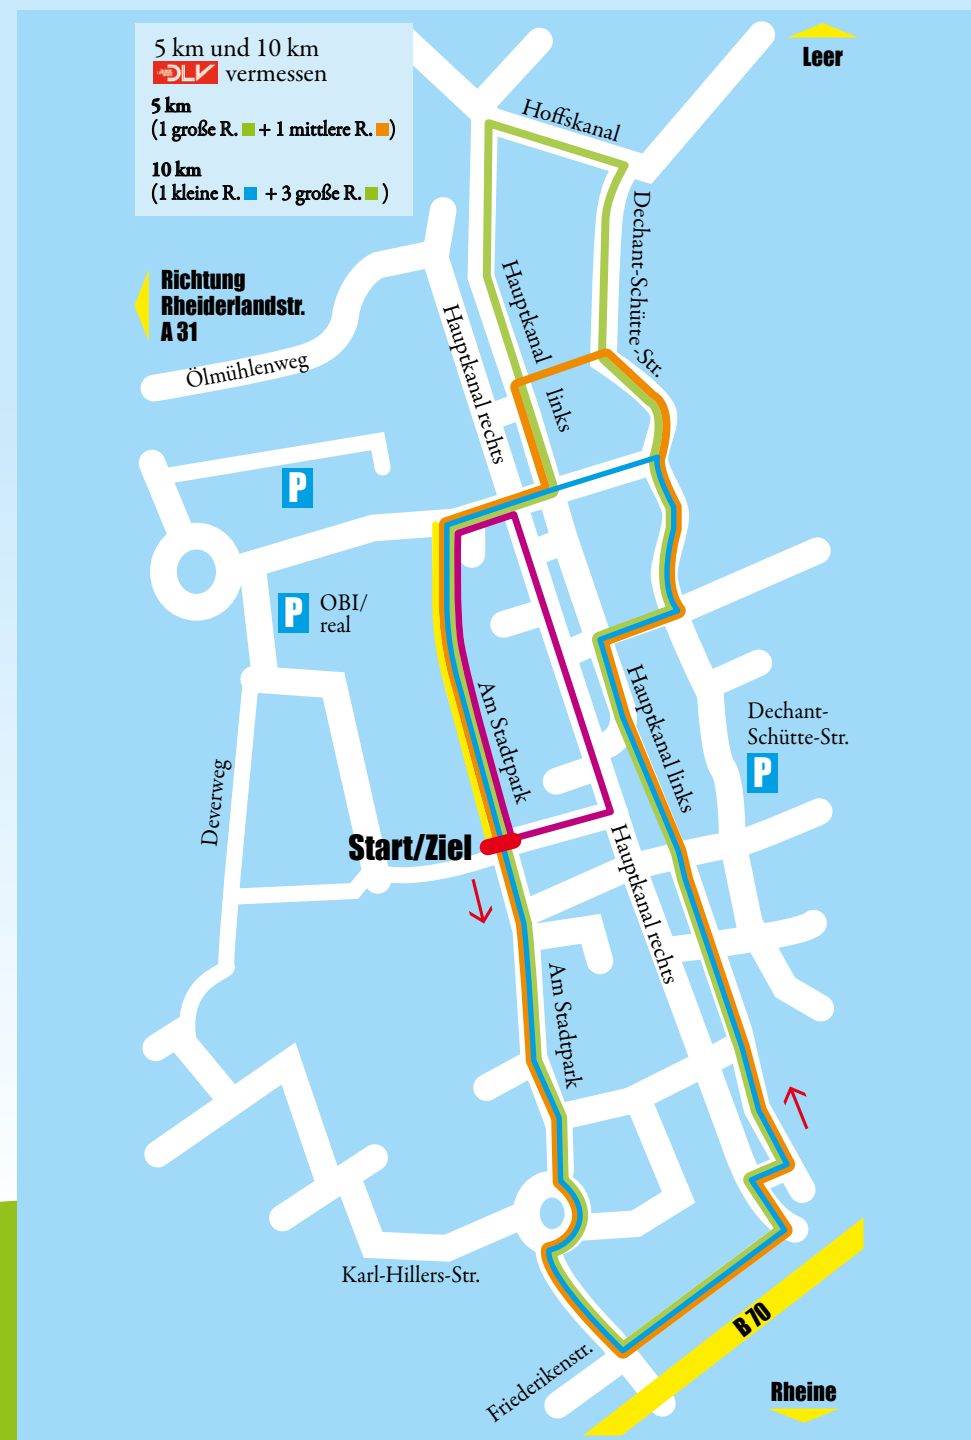 5 km und 10 km
DLV vermessen
5 km
(1 große R. + 1 mittlere R. )
10 km
(1 kleine R. + 3 große R. )
Leer
Hoffskanal
Dechant-Schütte-Str.
Richtung
Rheiderlandstr.
A 31
Hauptkanal links
Hauptkanal rechts
Ölmühlenweg
P
P
OBI/
real
Am Stadtpark
Hauptkanal links
Dechant-
Schütte-Str.
P
Deverweg
Start/Ziel
Hauptkanal rechts
Am Stadtpark
Karl-Hillers-Str.
B 70
Friederikenstr.
Rheine